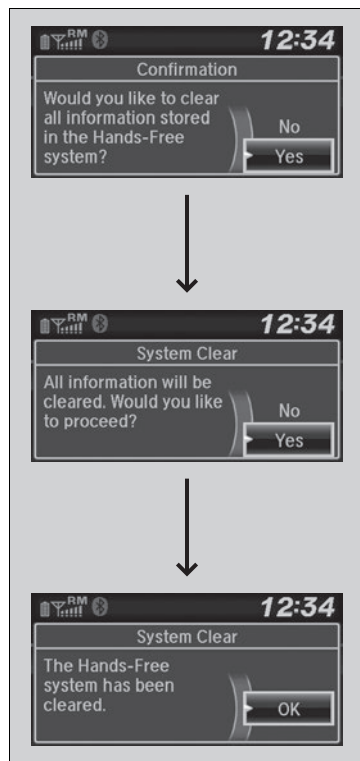 RM 12:34
Confirmation
Would you like to clear
all information stored
in the Hands-Free
system?
No
Yes
RM 12:34
System Clear
All information will be
cleared. Would you like
to proceed?
No
Yes
RM 12:34
System Clear
The Hands-Free
system has been
cleared.
OK